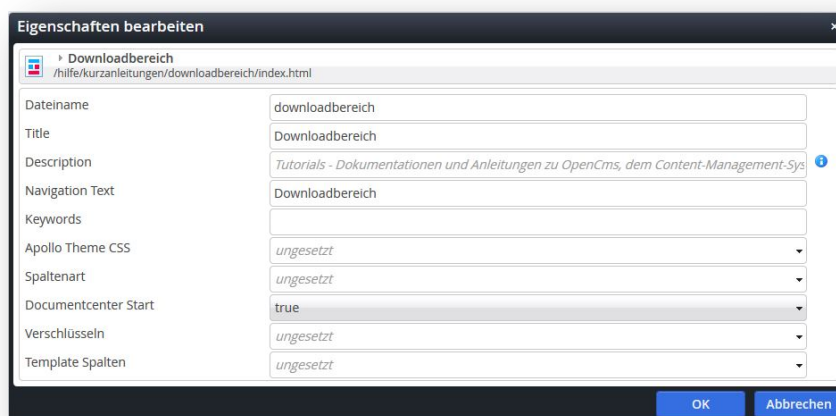 Eigenschaften bearbeiten
Downloadbereich
/hilfe/kurzanleitungen/downloadbereich/index.html
Dateiname downloadbereich
Title Downloadbereich
Description Tutorials - Dokumentationen und Anleitungen zu OpenCms, dem Content-Management-Sys
Navigation Text Downloadbereich
Keywords
Apollo Theme CSS ungesetzt
Spaltenart ungesetzt
Documentcenter Start true
Verschlüsseln ungesetzt
Template Spalten ungesetzt
OK Abbrechen